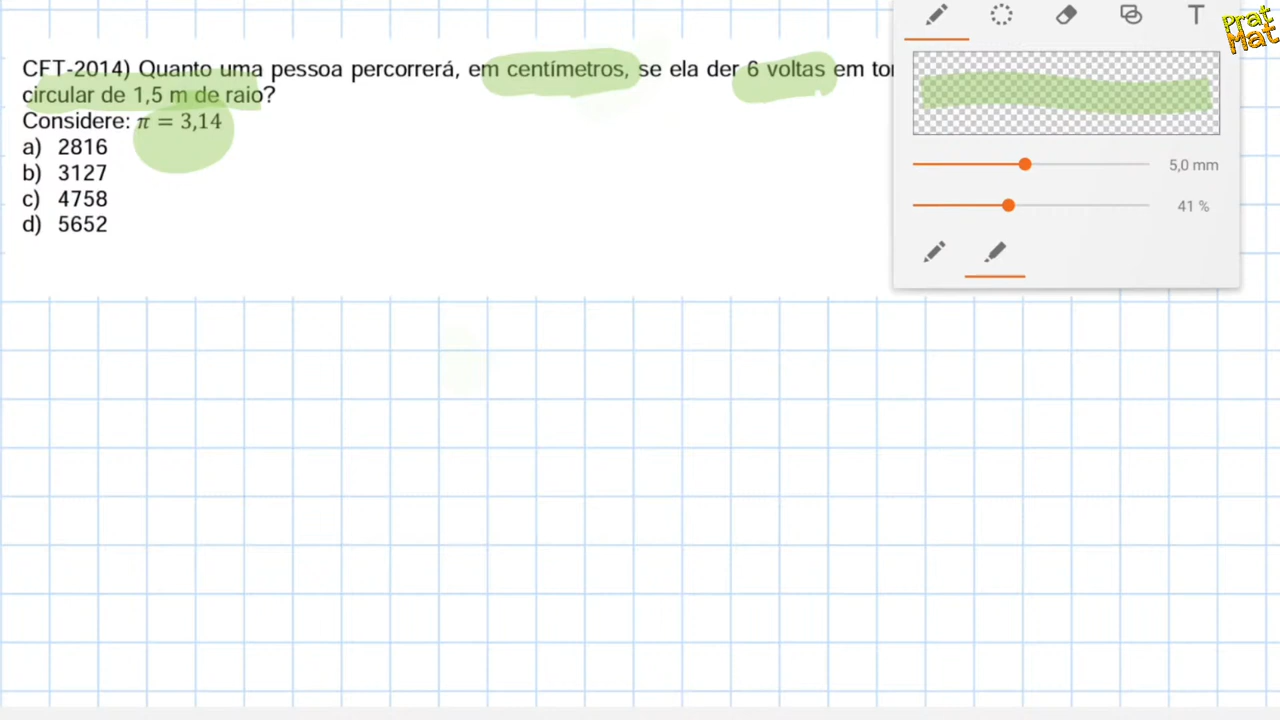 CFT-2014) Quanto uma pessoa percorrerá, em centímetros, se ela der 6 voltas em
circular de 1,5 m de raio?
Considere: π = 3,14
a) 2816
b) 3127
c) 4758
d) 5652
T
5,0 mm
41 %
Prat
Mat